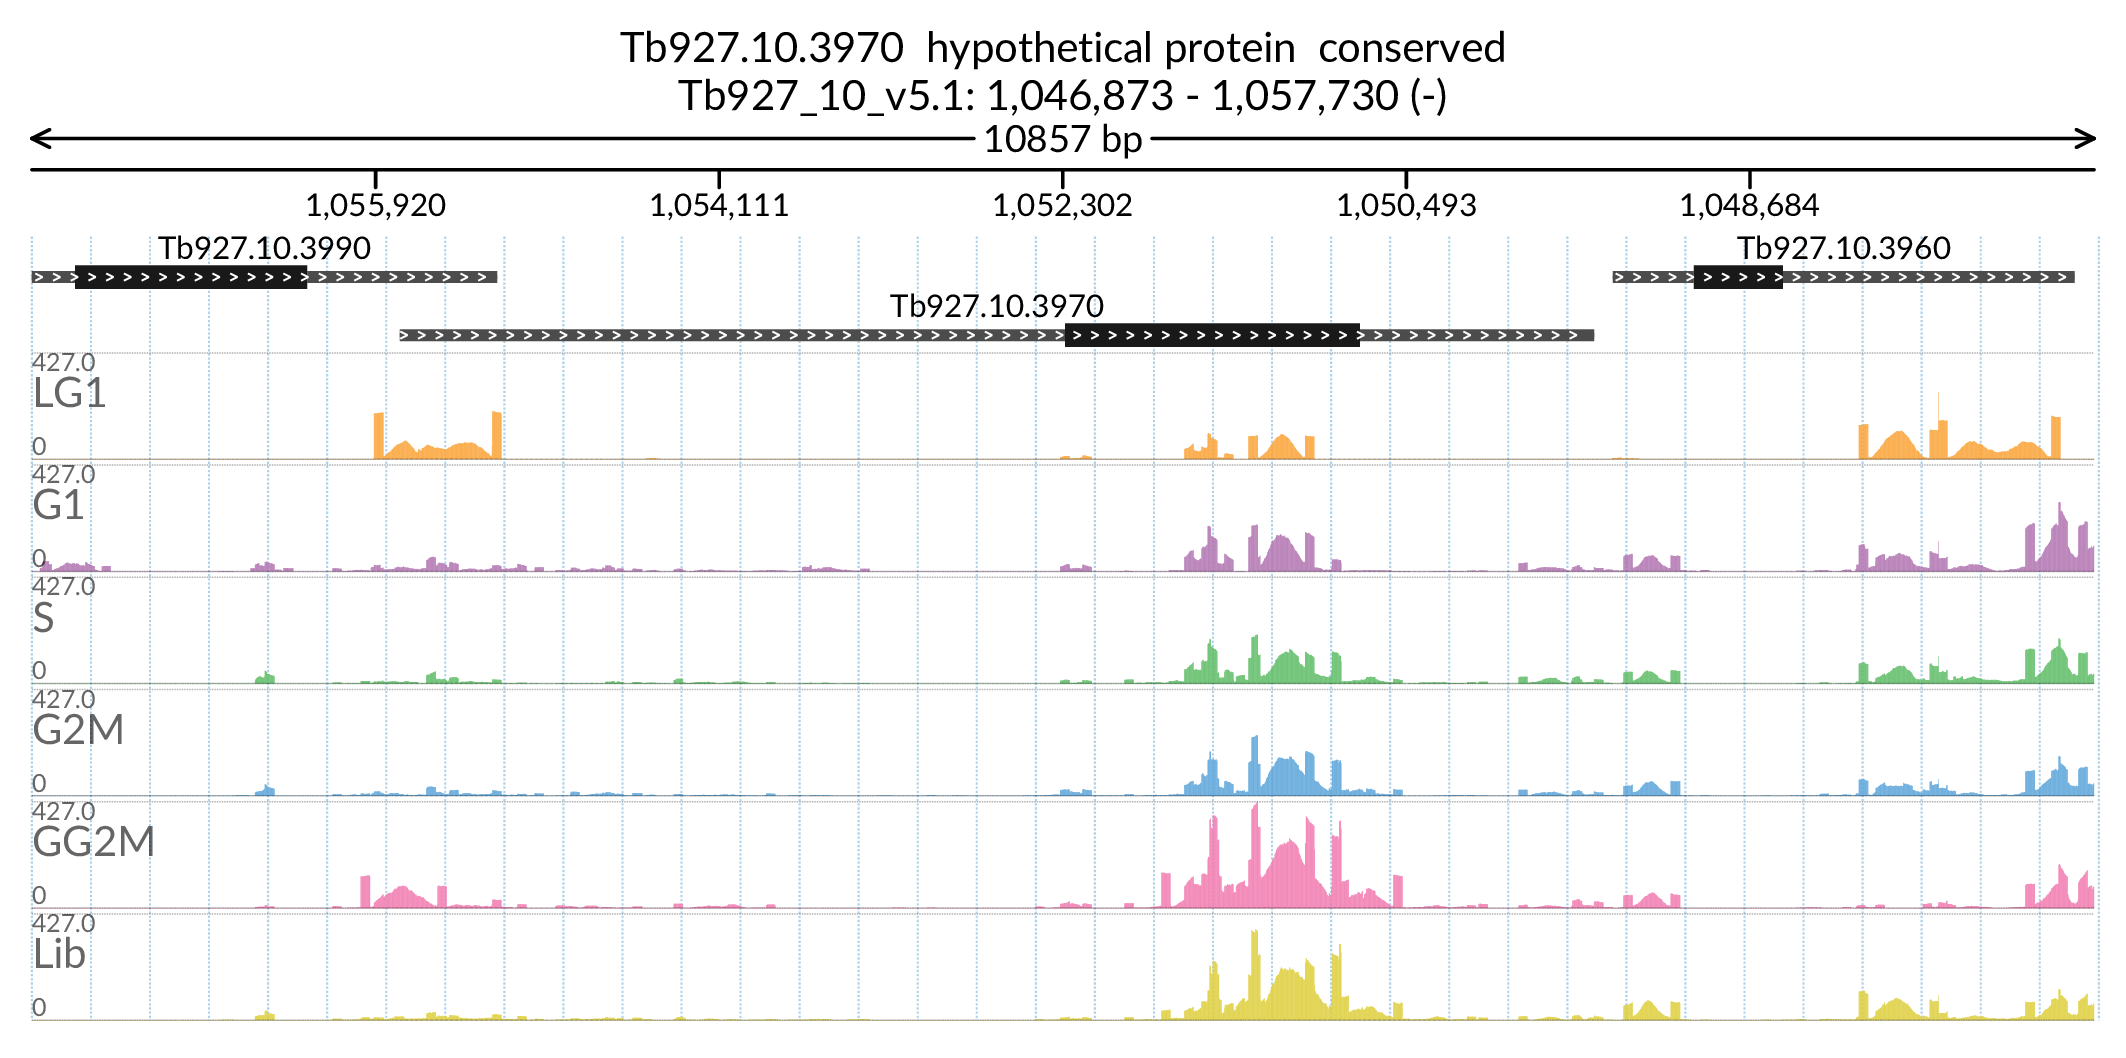 Tb927.10.3970  hypothetical protein  conserved
Tb927_10_v5.1: 1,046,873 - 1,057,730 (-)
10857 bp
1,055,920 1,054,111 1,052,302 1,050,493 1,048,684
Tb927.10.3990 Tb927.10.3960
Tb927.10.3970
427.0
LG1
0
427.0
G1
0
427.0
S
0
427.0
G2M
0
427.0
GG2M
0
427.0
Lib
0